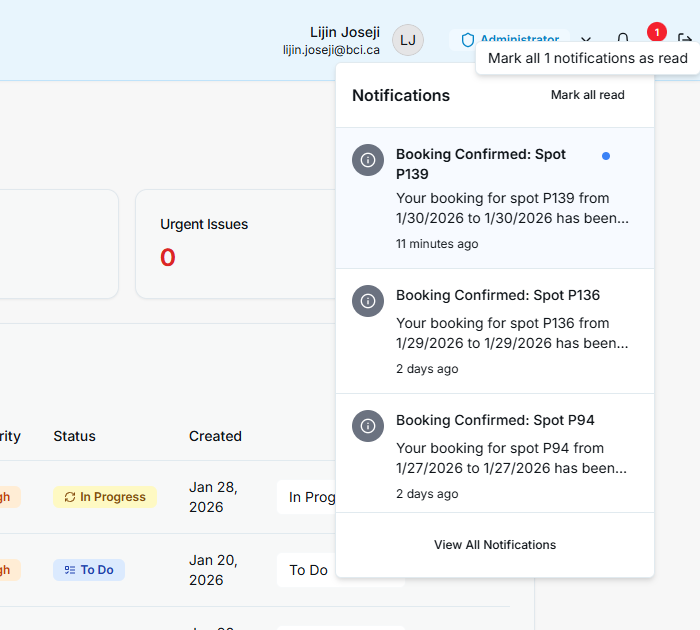 Lijin Joseji
lijin.joseji@bci.ca
LJ
Administrator
1
Mark all 1 notifications as read
Notifications
Mark all read
Booking Confirmed: Spot
P139
Your booking for spot P139 from
1/30/2026 to 1/30/2026 has been...
11 minutes ago
Booking Confirmed: Spot P136
Your booking for spot P136 from
1/29/2026 to 1/29/2026 has been...
2 days ago
Booking Confirmed: Spot P94
Your booking for spot P94 from
1/27/2026 to 1/27/2026 has been...
2 days ago
View All Notifications
Urgent Issues
0
rity
Status
Created
gh
In Progress
Jan 28,
2026
In Prog
gh
To Do
Jan 20,
2026
To Do